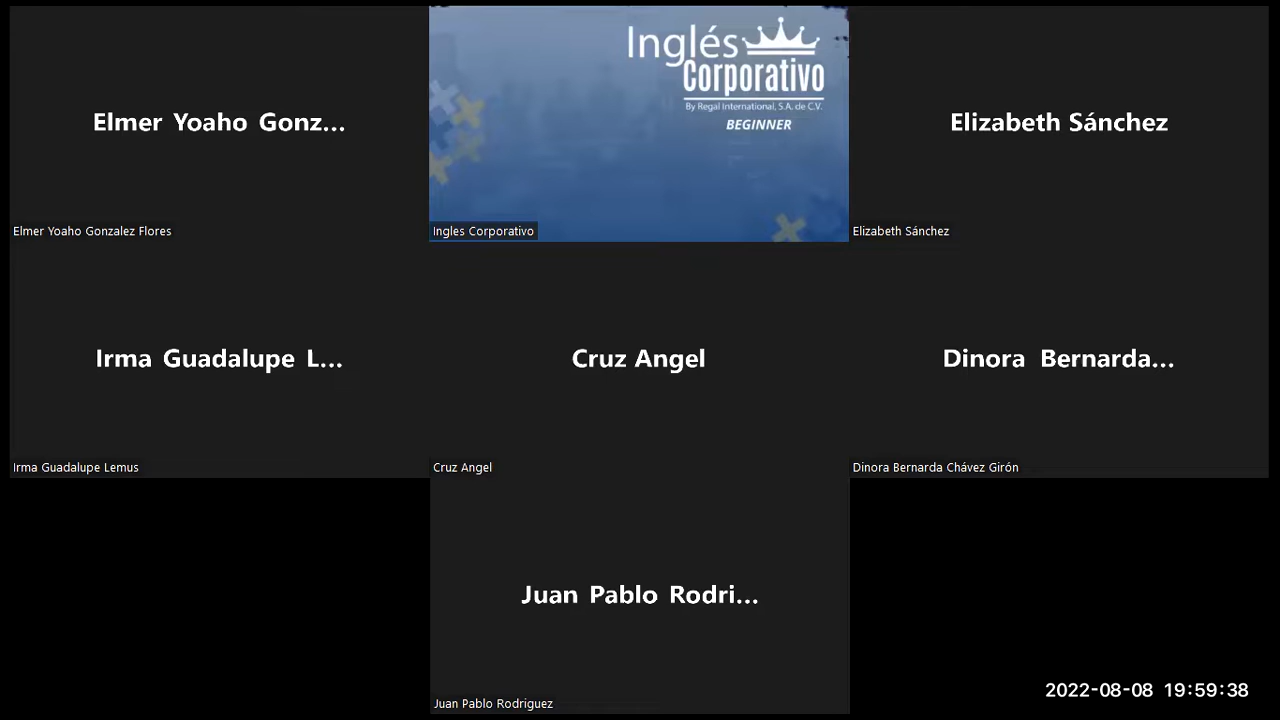 Elmer Yoaho Gonz...
Elmer Yoaho Gonzalez Flores
Inglés
Corporativo
By Regal International, S.A. de C.V.
BEGINNER
Ingles Corporativo
Elizabeth Sánchez
Elizabeth Sánchez
Irma Guadalupe L...
Irma Guadalupe Lemus
Cruz Angel
Cruz Angel
Dinora Bernarda...
Dinora Bernarda Chávez Girón
Juan Pablo Rodri...
Juan Pablo Rodriguez
2022-08-08 19:59:38